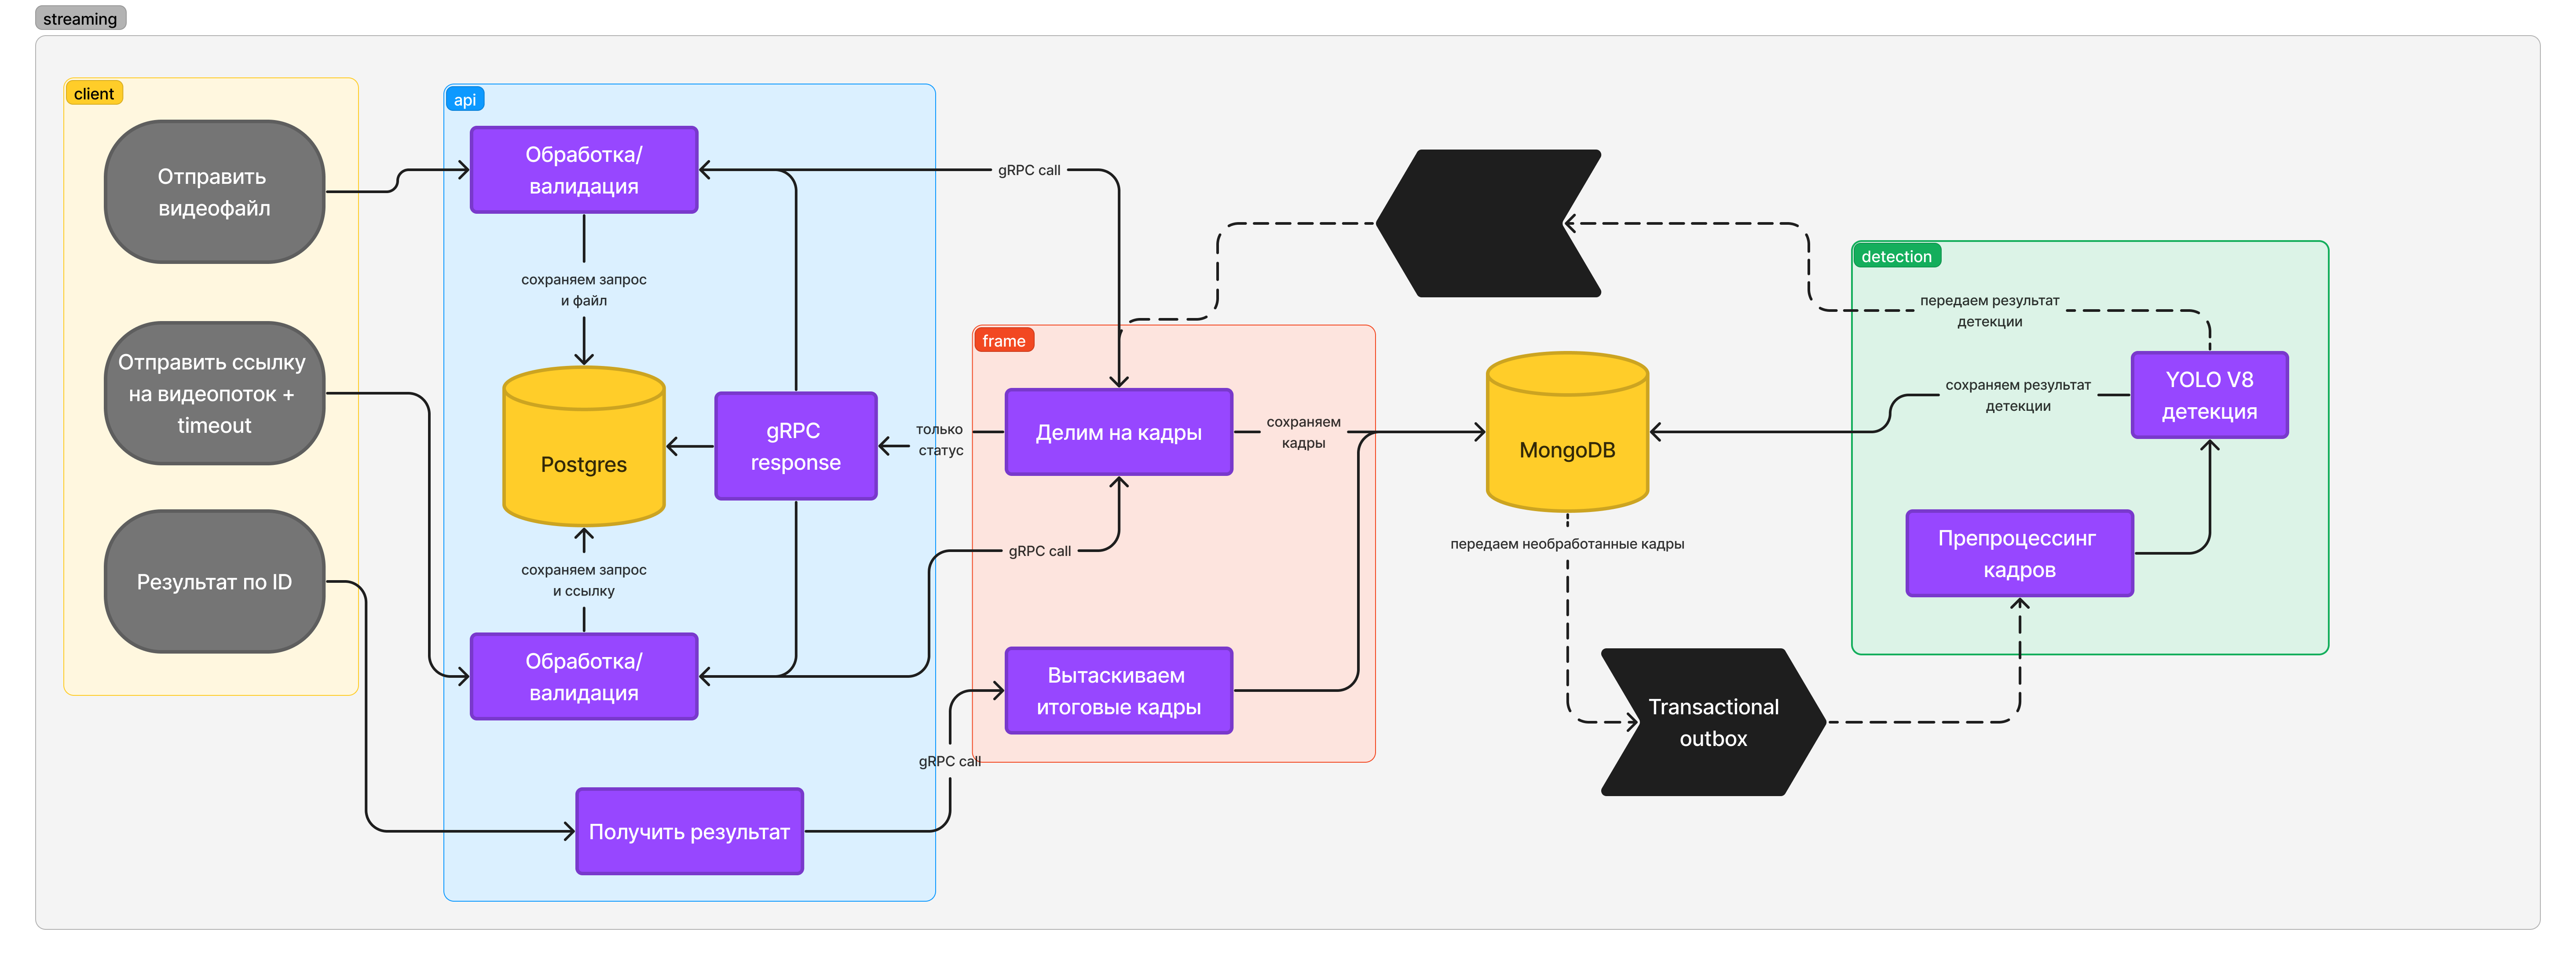 streaming
client
Отправить
видеофайл
Отправить ссылку
на видеопоток +
timeout
Результат по ID
api
Обработка/
валидация
сохраняем запрос
и файл
Postgres
gRPC
response
сохраняем запрос
и ссылку
Обработка/
валидация
Получить результат
gRPC call
только
статус
gRPC call
gRPC call
frame
Делим на кадры
сохраняем
кадры
Вытаскиваем
итоговые кадры
MongoDB
передаем необработанные кадры
Transactional
outbox
detection
передаем результат
детекции
сохраняем результат
детекции
YOLO V8
детекция
Препроцессинг
кадров